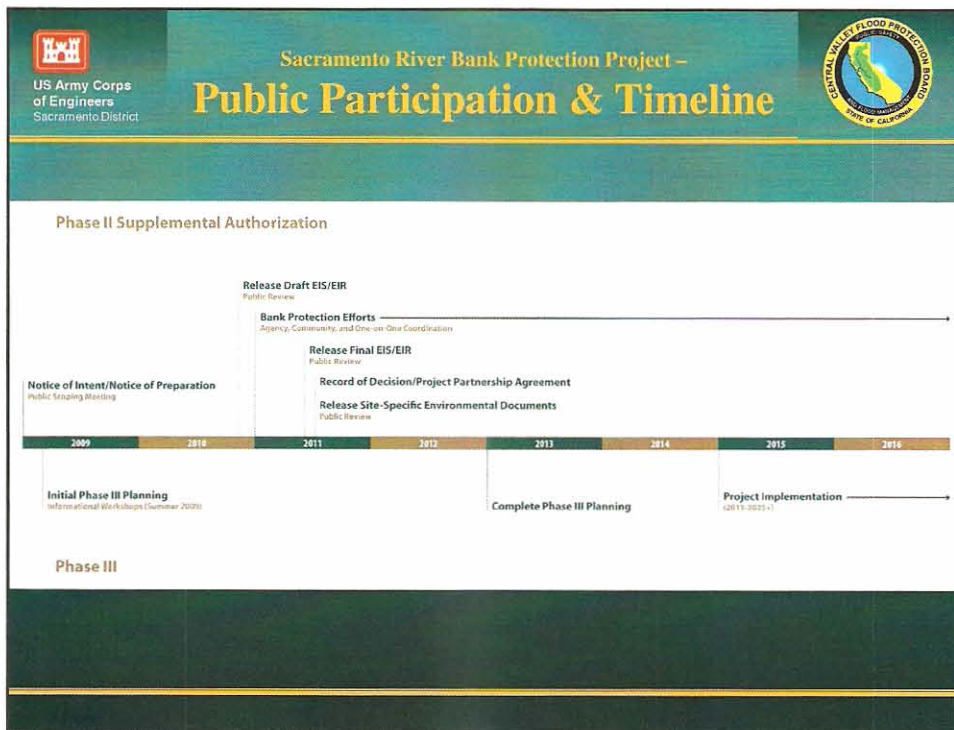 US Army Corps
of Engineers
Sacramento District
Sacramento River Bank Protection Project –
Public Participation & Timeline
CENTRAL VALLEY FLOOD PROTECTION BOARD
PUBLIC SAFETY
AND FLOOD MANAGEMENT
STATE OF CALIFORNIA
Phase II Supplemental Authorization
Release Draft EIS/EIR
Public Review
Bank Protection Efforts
Agency, Community, and One-on-One Coordination
Release Final EIS/EIR
Public Review
Record of Decision/Project Partnership Agreement
Notice of Intent/Notice of Preparation
Public Scoping Meeting
Release Site-Specific Environmental Documents
Public Review
2009 2010 2011 2012 2013 2014 2015 2016
Initial Phase III Planning
Informational Workshops (Summer 2009)
Complete Phase III Planning
Project Implementation
Phase III